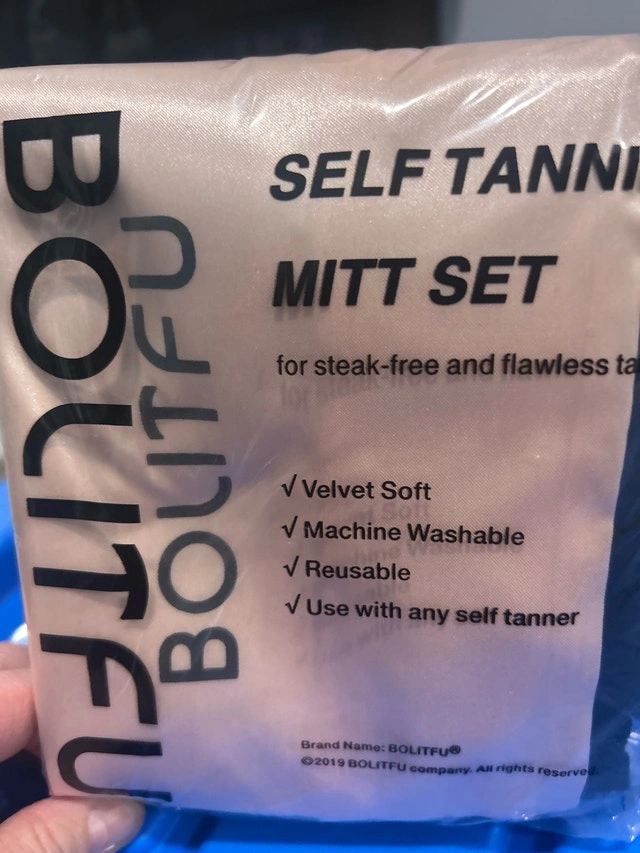 BOLITFU
BOLITFU
SELF TANNI
MITT SET
for steak-free and flawless ta
√ Velvet Soft
√ Machine Washable
√ Reusable
√ Use with any self tanner
Brand Name: BOLITFU®
©2019 BOLITFU company. All rights reserved.